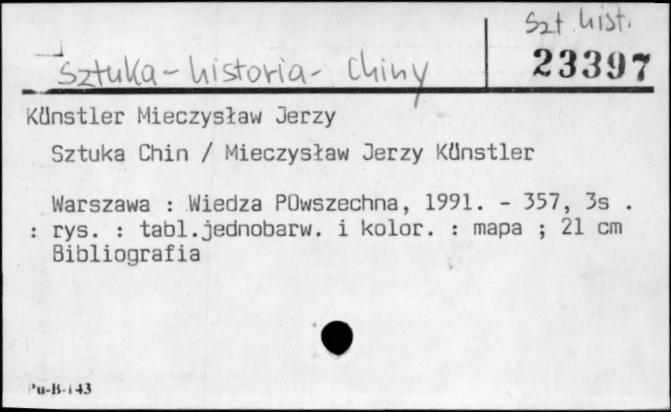 Szt. hist.
23397
Sztuka - historia - Chiny
Künstler Mieczysław Jerzy
Sztuka Chin / Mieczysław Jerzy Künstler
Warszawa : Wiedza POwszechna, 1991. - 357, 3s .
: rys. : tabl.jednobarw. i kolor. : mapa ; 21 cm
Bibliografia
Pu-B-143